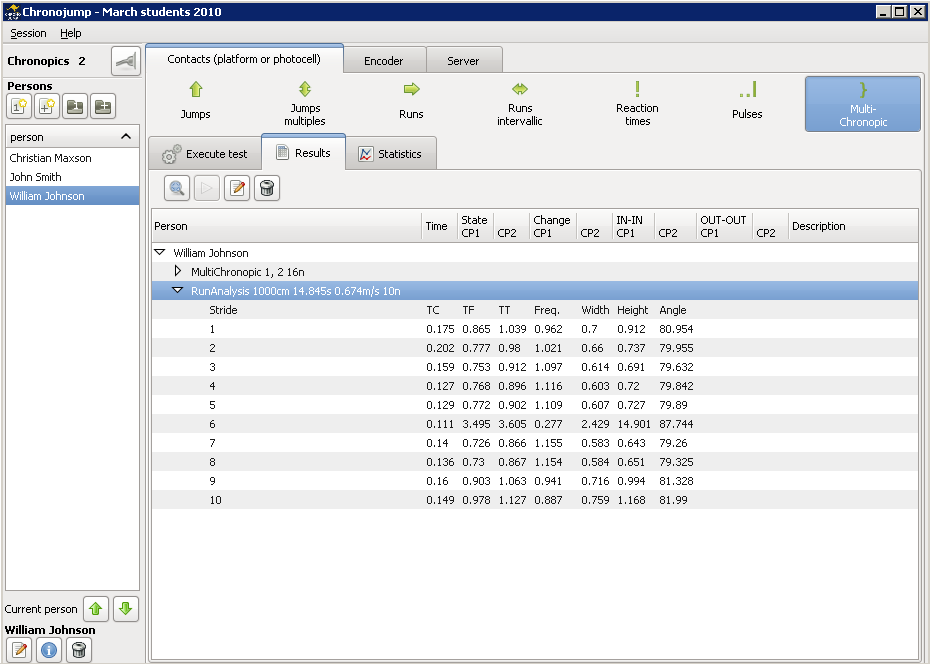 Chronojump - March students 2010
Session Help
Chronopics 2
Contacts (platform or photocell) Encoder Server
Persons
Jumps
Jumps multiples
Runs
Runs intervallic
Reaction times
Pulses
Multi-Chronopic
Execute test Results Statistics
person
Christian Maxson
John Smith
William Johnson
Person Time State CP1 CP2 Change CP1 CP2 IN-IN CP1 CP2 OUT-OUT CP1 CP2 Description
William Johnson
MultiChronopic 1, 2 16n
RunAnalysis 1000cm 14.845s 0.674m/s 10n
Stride TC TF TT Freq. Width Height Angle
1 0.175 0.865 1.039 0.962 0.7 0.912 80.954
2 0.202 0.777 0.98 1.021 0.66 0.737 79.955
3 0.159 0.753 0.912 1.097 0.614 0.691 79.632
4 0.127 0.768 0.896 1.116 0.603 0.72 79.842
5 0.129 0.772 0.902 1.109 0.607 0.727 79.89
6 0.111 3.495 3.605 0.277 2.429 14.901 87.744
7 0.14 0.726 0.866 1.155 0.583 0.643 79.26
8 0.136 0.73 0.867 1.154 0.584 0.651 79.325
9 0.16 0.903 1.063 0.941 0.716 0.994 81.328
10 0.149 0.978 1.127 0.887 0.759 1.168 81.99
Current person
William Johnson